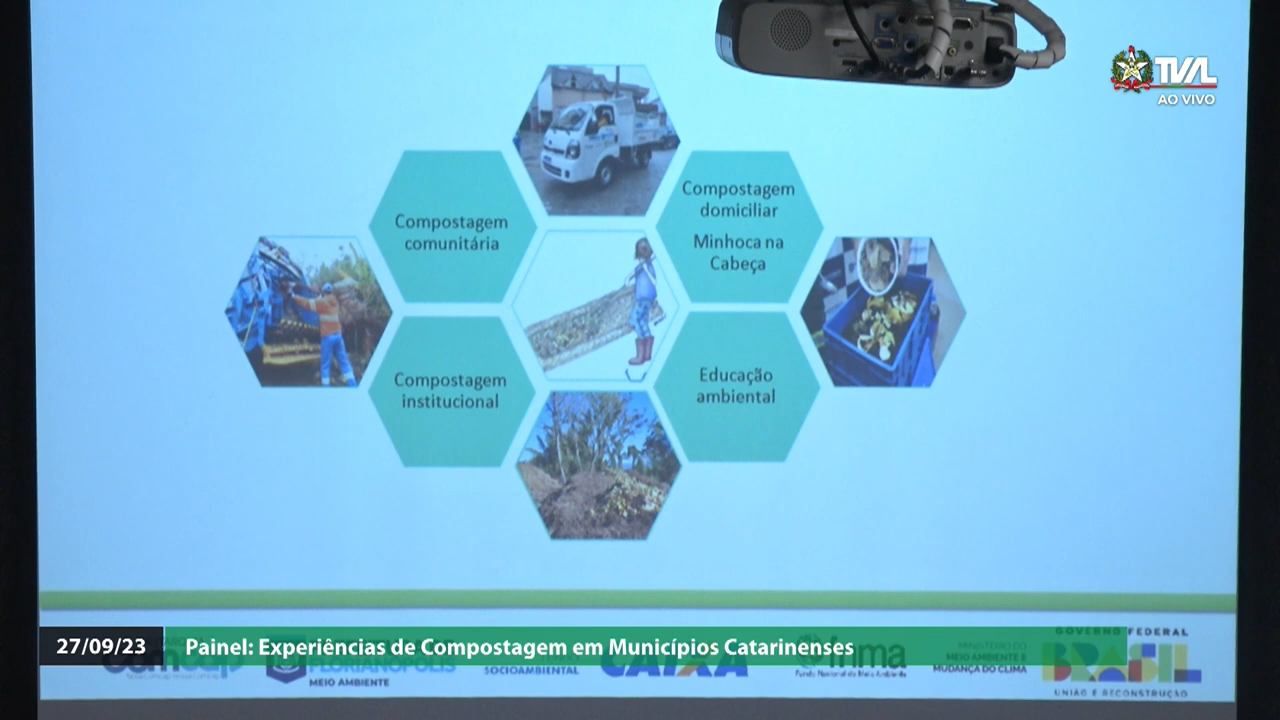 TVAL
AO VIVO
Compostagem
comunitária
Compostagem
domiciliar
Minhoca na
Cabeça
Compostagem
institucional
Educação
ambiental
27/09/23
Painel: Experiências de Compostagem em Municípios Catarinenses
comcap
FLORIANÓPOLIS
MEIO AMBIENTE
SOCIOAMBIENTAL
CAIXA
Fundo Nacional do Meio Ambiente
MINISTÉRIO DO
MEIO AMBIENTE E
MUDANÇA DO CLIMA
GOVERNO FEDERAL
BRASIL
UNIÃO E RECONSTRUÇÃO